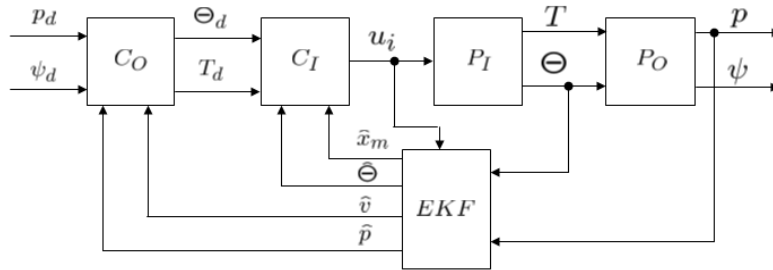 p_d Θ_d T p
C_O C_I u_i P_I P_O
ψ_d T_d Θ ψ
x̂_m
Θ̂
v̂ EKF
p̂